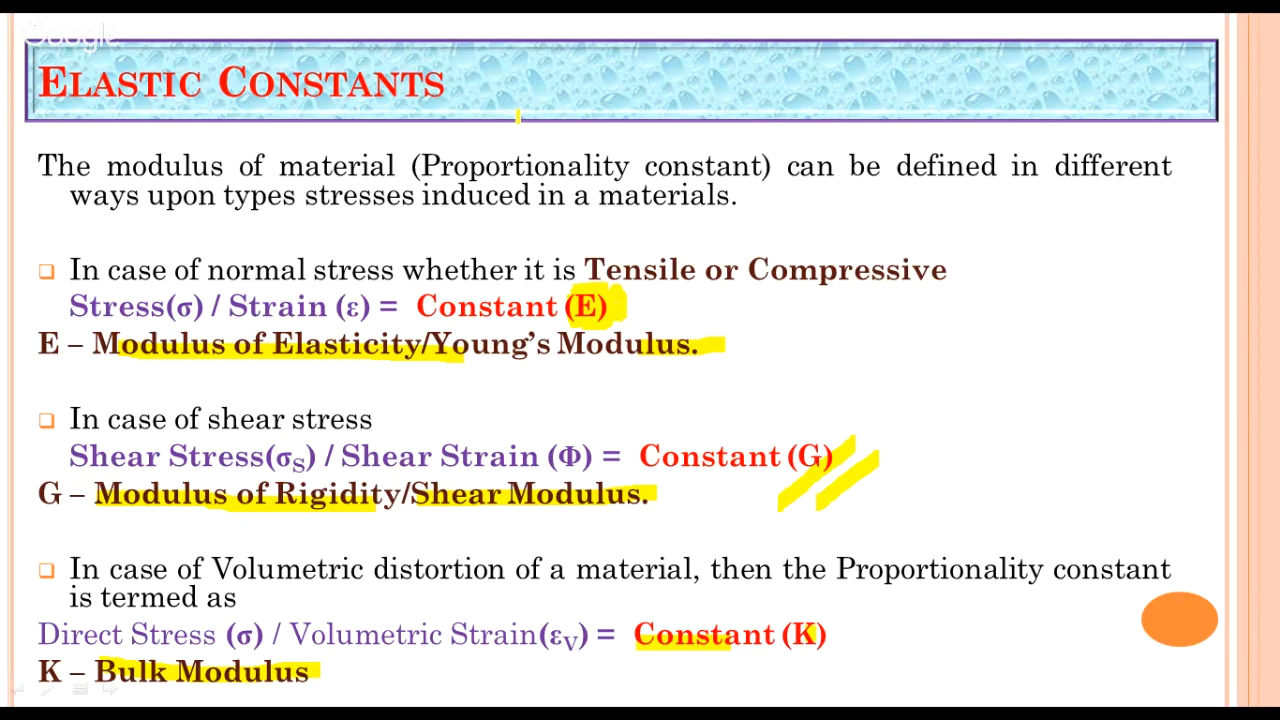 Google
ELASTIC CONSTANTS
The modulus of material (Proportionality constant) can be defined in different
ways upon types stresses induced in a materials.
In case of normal stress whether it is Tensile or Compressive
Stress(σ) / Strain (ε) = Constant (E)
E – Modulus of Elasticity/Young's Modulus.
In case of shear stress
Shear Stress(σS) / Shear Strain (Φ) = Constant (G)
G – Modulus of Rigidity/Shear Modulus.
In case of Volumetric distortion of a material, then the Proportionality constant
is termed as
Direct Stress (σ) / Volumetric Strain(εV) = Constant (K)
K – Bulk Modulus